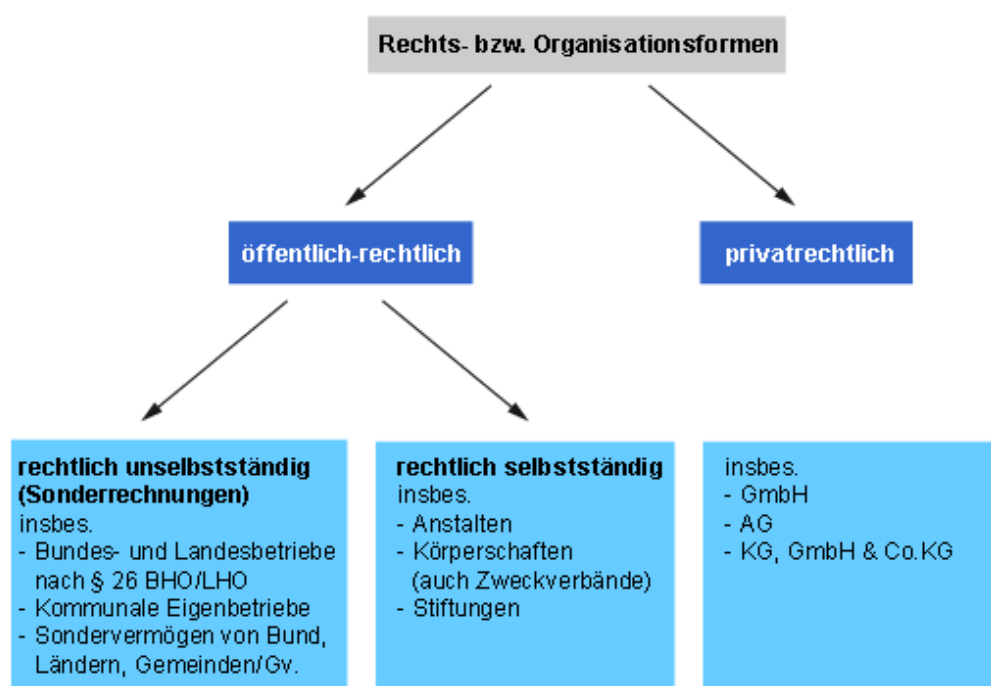 Rechts- bzw. Organisationsformen
öffentlich-rechtlich
privatrechtlich
rechtlich unselbstständig
(Sonderrechnungen)
insbes.
- Bundes- und Landesbetriebe
nach § 26 BHO/LHO
- Kommunale Eigenbetriebe
- Sondervermögen von Bund,
Ländern, Gemeinden/Gv.
rechtlich selbstständig
insbes.
- Anstalten
- Körperschaften
(auch Zweckverbände)
- Stiftungen
insbes.
- GmbH
- AG
- KG, GmbH & Co.KG